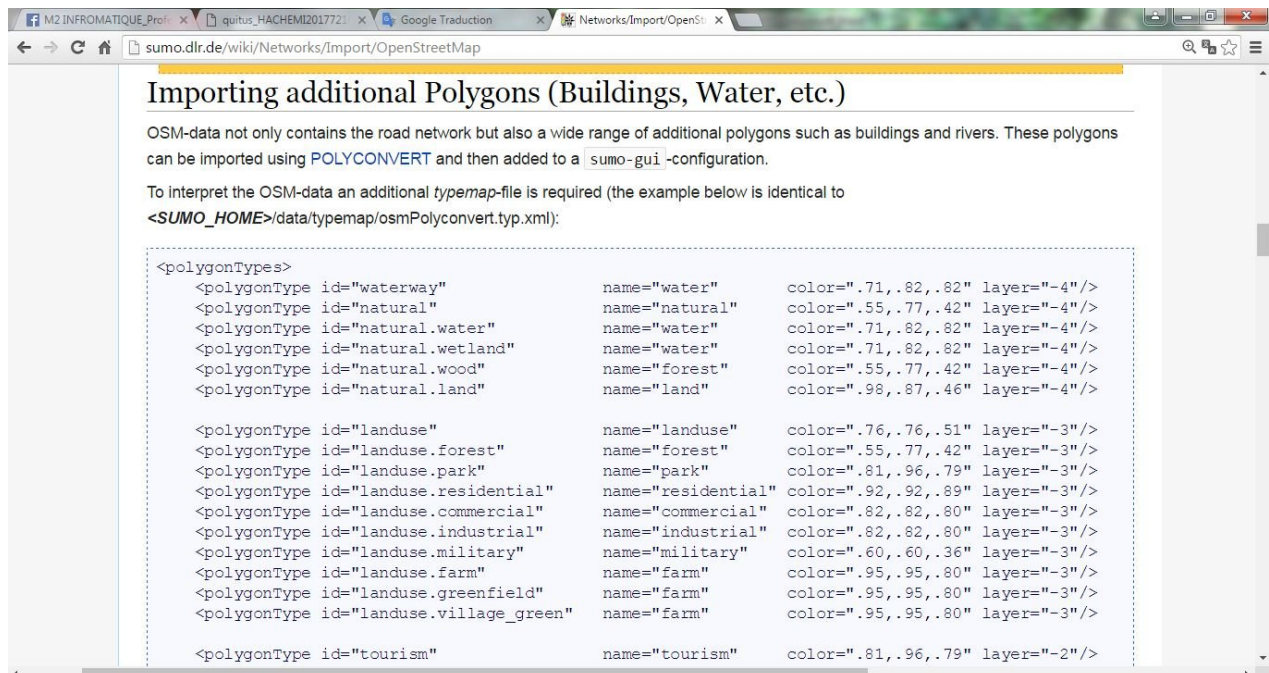 M2 INFROMATIQUE_Profe
quitus_HACHEMI2017721
Google Traduction
Networks/Import/OpenSt
sumo.dlr.de/wiki/Networks/Import/OpenStreetMap
Importing additional Polygons (Buildings, Water, etc.)
OSM-data not only contains the road network but also a wide range of additional polygons such as buildings and rivers. These polygons
can be imported using POLYCONVERT and then added to a sumo-gui -configuration.
To interpret the OSM-data an additional typemap-file is required (the example below is identical to
<SUMO_HOME>/data/typemap/osmPolyconvert.typ.xml):
<polygonTypes>
<polygonType id="waterway" name="water" color=".71,.82,.82" layer="-4"/>
<polygonType id="natural" name="natural" color=".55,.77,.42" layer="-4"/>
<polygonType id="natural.water" name="water" color=".71,.82,.82" layer="-4"/>
<polygonType id="natural.wetland" name="water" color=".71,.82,.82" layer="-4"/>
<polygonType id="natural.wood" name="forest" color=".55,.77,.42" layer="-4"/>
<polygonType id="natural.land" name="land" color=".98,.87,.46" layer="-4"/>
<polygonType id="landuse" name="landuse" color=".76,.76,.51" layer="-3"/>
<polygonType id="landuse.forest" name="forest" color=".55,.77,.42" layer="-3"/>
<polygonType id="landuse.park" name="park" color=".81,.96,.79" layer="-3"/>
<polygonType id="landuse.residential" name="residential" color=".92,.92,.89" layer="-3"/>
<polygonType id="landuse.commercial" name="commercial" color=".82,.82,.80" layer="-3"/>
<polygonType id="landuse.industrial" name="industrial" color=".82,.82,.80" layer="-3"/>
<polygonType id="landuse.military" name="military" color=".60,.60,.36" layer="-3"/>
<polygonType id="landuse.farm" name="farm" color=".95,.95,.80" layer="-3"/>
<polygonType id="landuse.greenfield" name="farm" color=".95,.95,.80" layer="-3"/>
<polygonType id="landuse.village_green" name="farm" color=".95,.95,.80" layer="-3"/>
<polygonType id="tourism" name="tourism" color=".81,.96,.79" layer="-2"/>